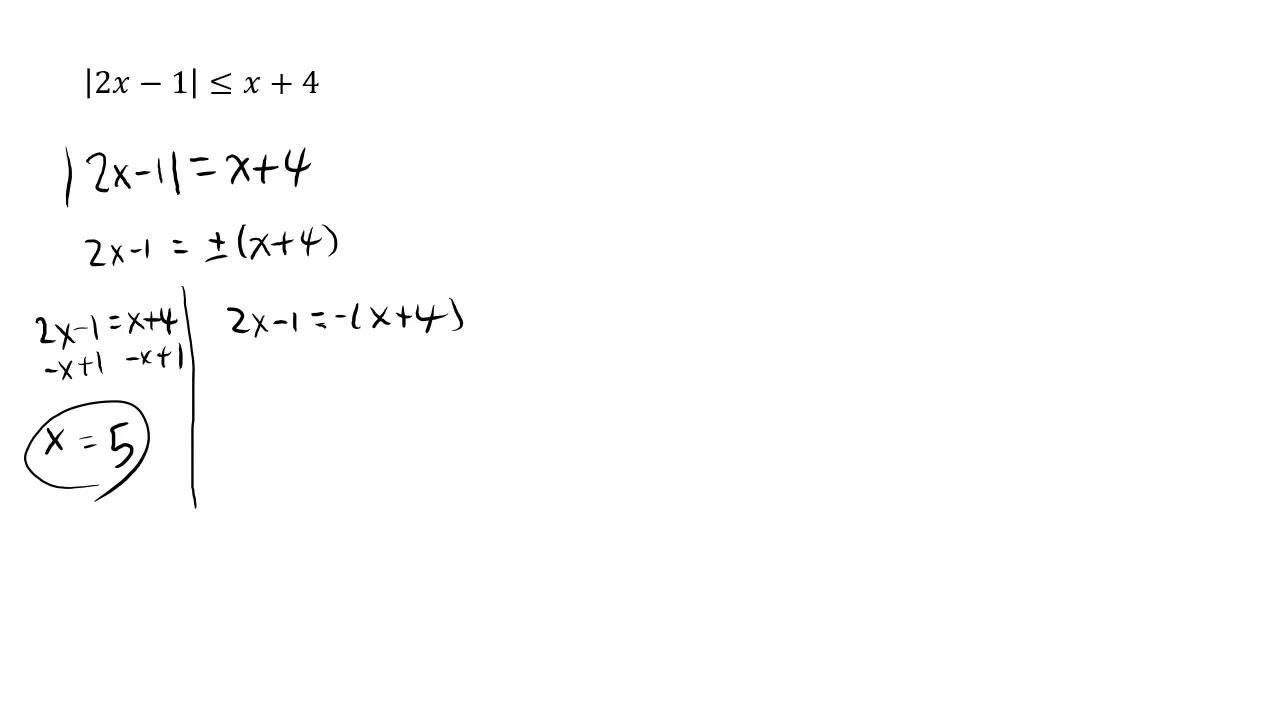 |2x − 1| ≤ x + 4
|2x-1| = x+4
2x-1 = ±(x+4)
2x-1 = x+4
-x+1 -x+1
x = 5
2x-1 = -(x+4)